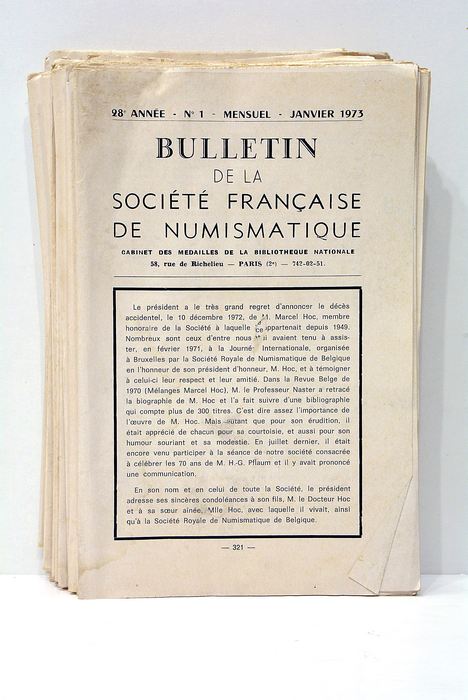 28e ANNÉE - No 1 - MENSUEL - JANVIER 1973
BULLETIN
DE LA
SOCIÉTÉ FRANÇAISE
DE NUMISMATIQUE
CABINET DES MEDAILLES DE LA BIBLIOTHEQUE NATIONALE
58, rue de Richelieu — PARIS (2e) — 742-02-51.
Le président a le très grand regret d'annoncer le décès
accidentel, le 10 décembre 1972, de M. Marcel Hoc, membre
honoraire de la Société à laquelle appartenait depuis 1949.
Nombreux sont ceux d'entre nous avaient tenu à assis-
ter, en février 1971, à la Journée Internationale, organisée
à Bruxelles par la Société Royale de Numismatique de Belgique
en l'honneur de son président d'honneur, M. Hoc, et à témoigner
à celui-ci leur respect et leur amitié. Dans la Revue Belge de
1970 (Mélanges Marcel Hoc), M. le Professeur Naster a retracé
la biographie de M. Hoc et l'a fait suivre d'une bibliographie
qui compte plus de 300 titres. C'est dire assez l'importance de
l'œuvre de M. Hoc. Mais autant que pour son érudition, il
était apprécié de chacun pour sa courtoisie, et aussi pour son
humour souriant et sa modestie. En juillet dernier, il était
encore venu participer à la séance de notre société consacrée
à célébrer les 70 ans de M. H.-G. Pflaum et il y avait prononcé
une communication.
En son nom et en celui de toute la Société, le président
adresse ses sincères condoléances à son fils, M. le Docteur Hoc
et à sa sœur aînée, Mlle Hoc, avec laquelle il vivait, ainsi
qu'à la Société Royale de Numismatique de Belgique.
— 321 —